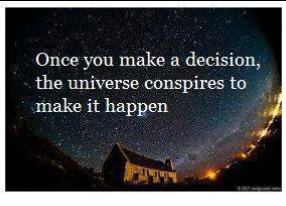 Once you make a decision,
the universe conspires to
make it happen